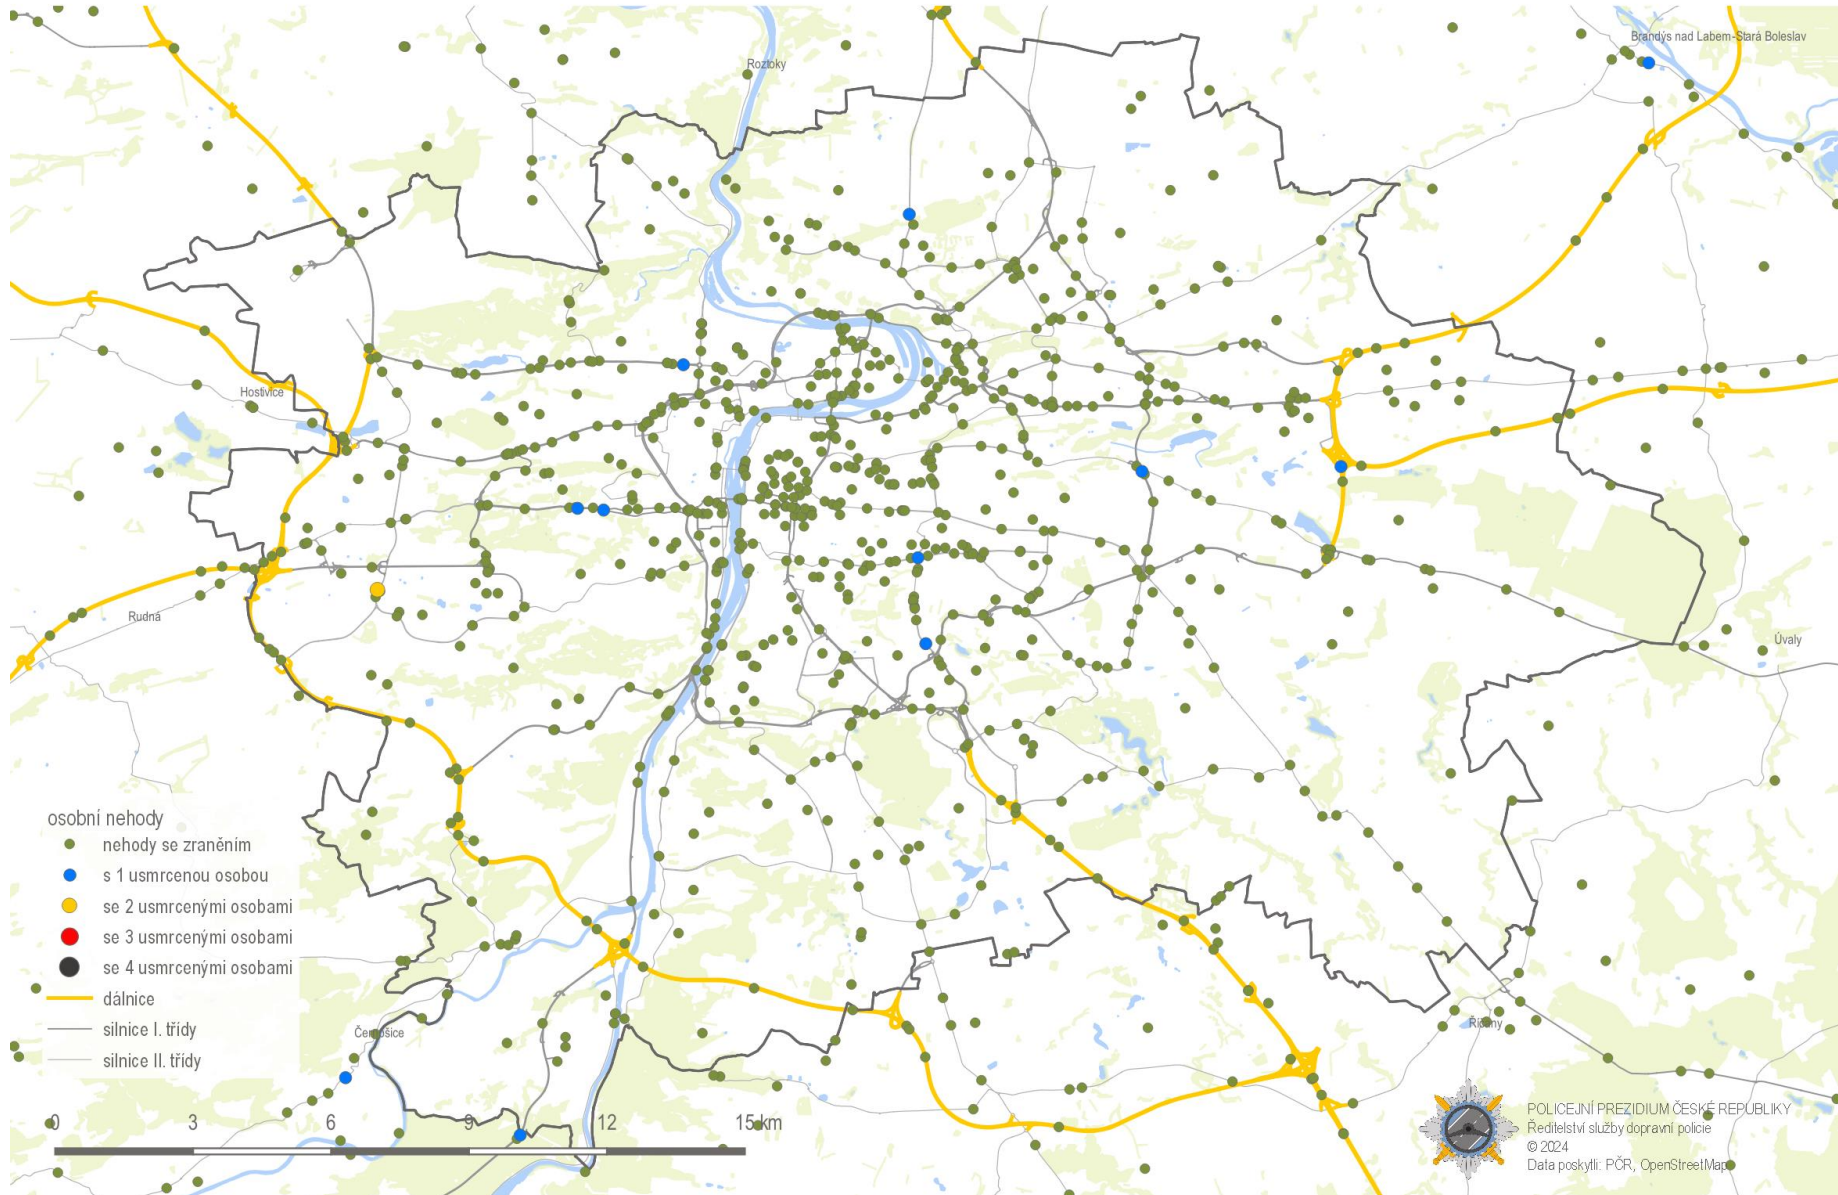 Brandýs nad Labem-Stará Boleslav
Roztoky
Hostivice
Rudná
Úvaly
osobní nehody
nehody se zraněním
s 1 usmrcenou osobou
se 2 usmrcenými osobami
se 3 usmrcenými osobami
se 4 usmrcenými osobami
dálnice
silnice I. třídy
silnice II. třídy
Černošice
Říčany
0 3 6 9 12 15 km
POLICEJNÍ PREZIDIUM ČESKÉ REPUBLIKY
Ředitelství služby dopravní policie
© 2024
Data poskytli: PČR, OpenStreetMap